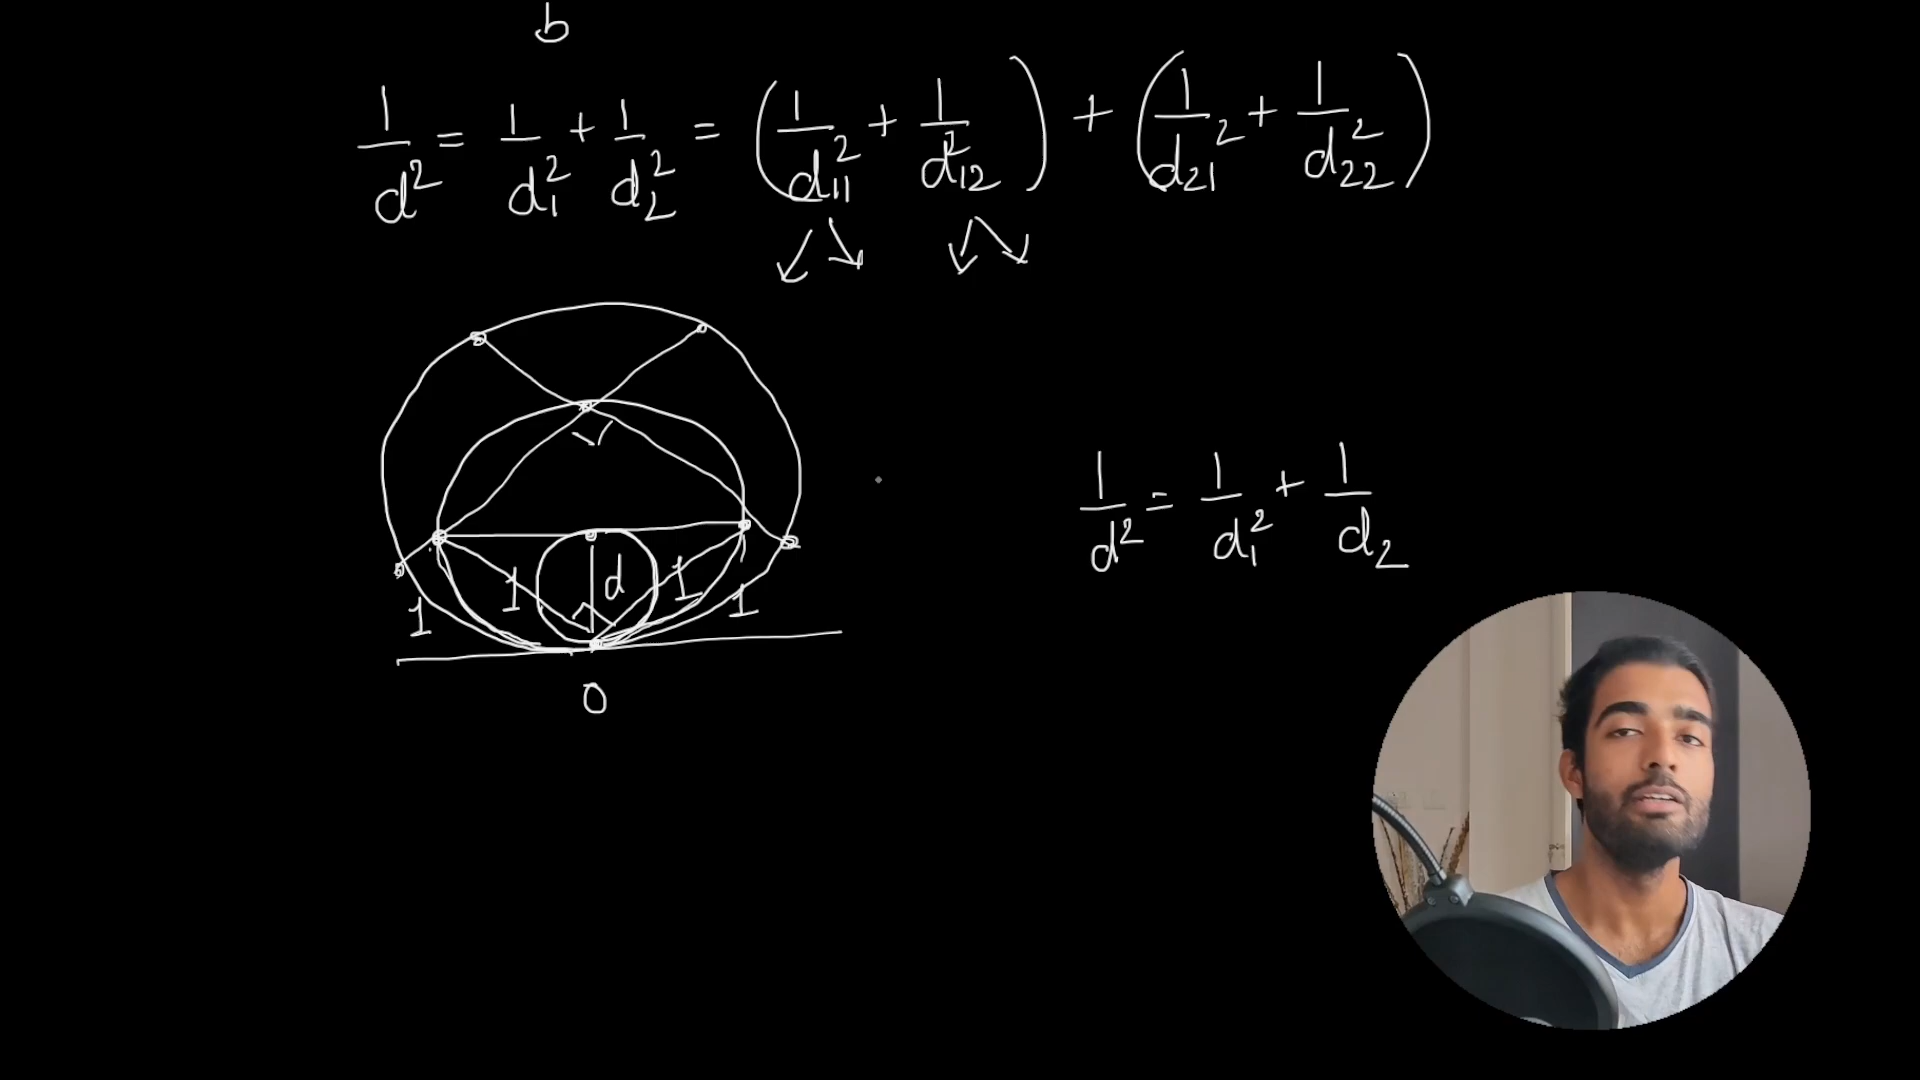 b
1/d² = 1/d₁² + 1/d₂² = (1/d₁₁² + 1/d₁₂²) + (1/d₂₁² + 1/d₂₂²)
1/d² = 1/d₁² + 1/d₂
1 1 d 1 1
0